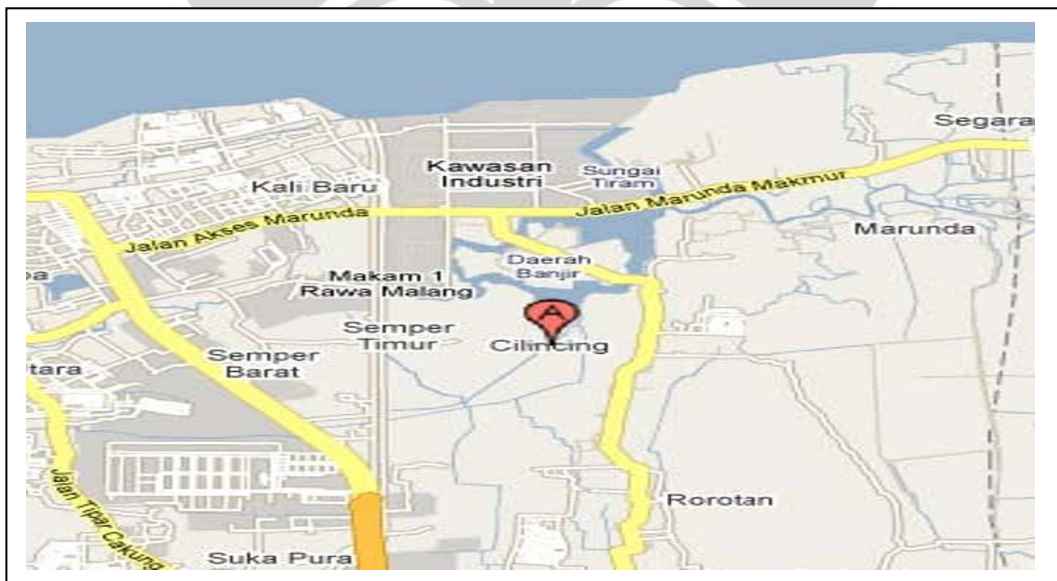 Segara
Kawasan
Industri
Sungai
Tiram
Kali Baru
Jalan Marunda Makmur
Jalan Akses Marunda
Marunda
Daerah
Banjir
Makam 1
Rawa Malang
A
Semper
Timur
Cilincing
Semper
Barat
tara
Jalan Tipar Cakung
Rorotan
Suka Pura